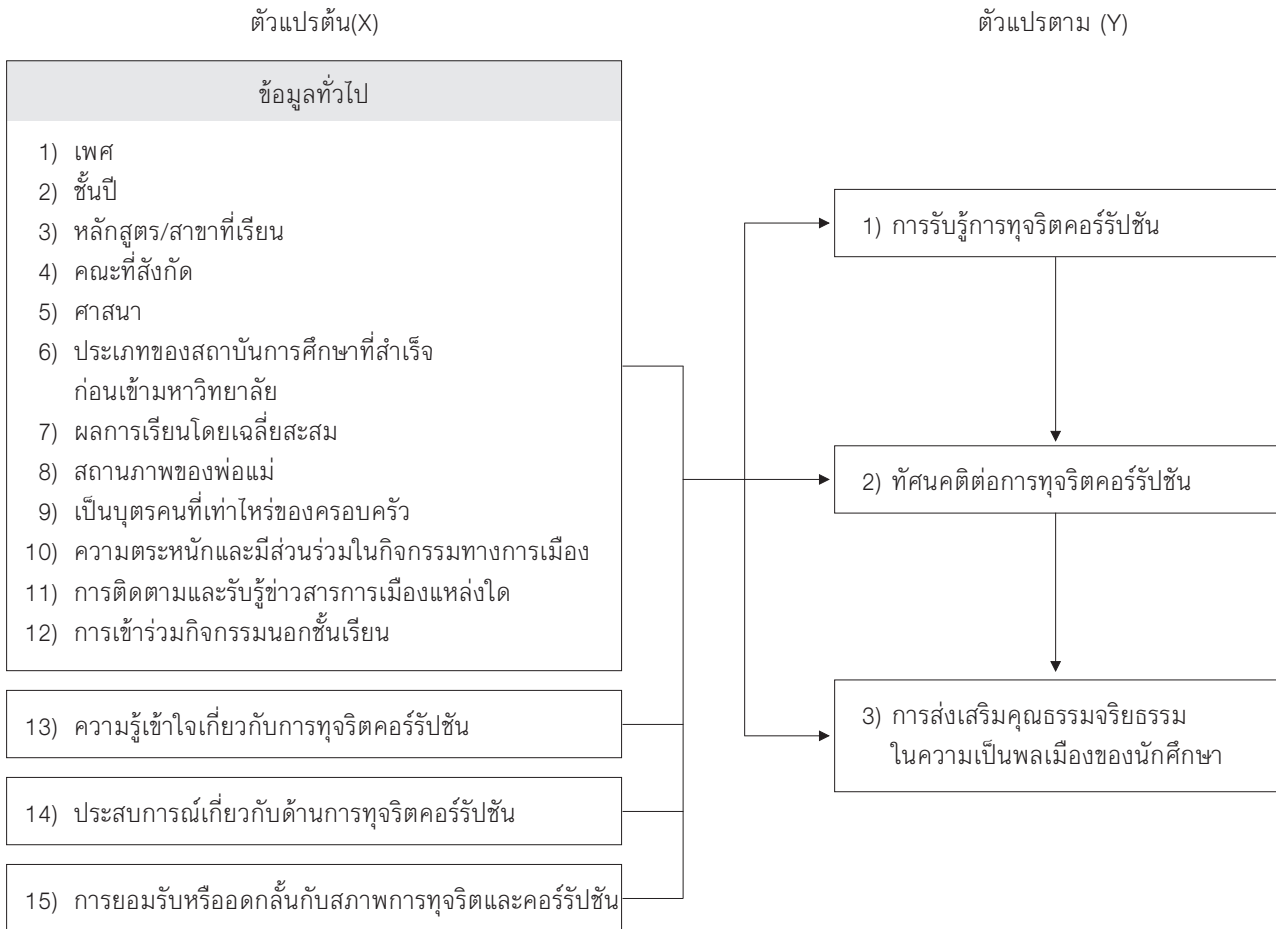 ตัวแปรต้น(X)
ข้อมูลทั่วไป
1) เพศ
2) ชั้นปี
3) หลักสูตร/สาขาที่เรียน
4) คณะที่สังกัด
5) ศาสนา
6) ประเภทของสถาบันการศึกษาที่สำเร็จ
ก่อนเข้ามหาวิทยาลัย
7) ผลการเรียนโดยเฉลี่ยสะสม
8) สถานภาพของพ่อแม่
9) เป็นบุตรคนที่เท่าไหร่ของครอบครัว
10) ความตระหนักและมีส่วนร่วมในกิจกรรมทางการเมือง
11) การติดตามและรับรู้ข่าวสารการเมืองแหล่งใด
12) การเข้าร่วมกิจกรรมนอกชั้นเรียน
13) ความรู้เข้าใจเกี่ยวกับการทุจริตคอร์รัปชัน
14) ประสบการณ์เกี่ยวกับด้านการทุจริตคอร์รัปชัน
15) การยอมรับหรืออดกลั้นกับสภาพการทุจริตและคอร์รัปชัน
ตัวแปรตาม (Y)
1) การรับรู้การทุจริตคอร์รัปชัน
2) ทัศนคติต่อการทุจริตคอร์รัปชัน
3) การส่งเสริมคุณธรรมจริยธรรม
ในความเป็นพลเมืองของนักศึกษา